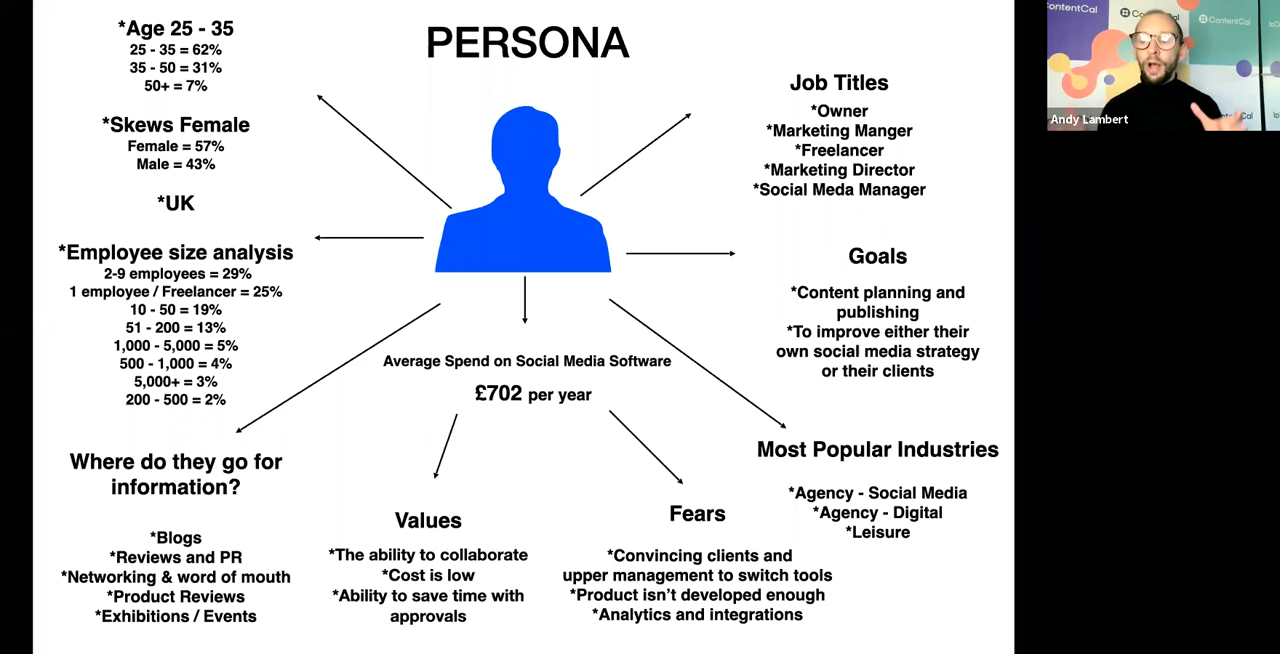 PERSONA
*Age 25 - 35
25 - 35 = 62%
35 - 50 = 31%
50+ = 7%
*Skews Female
Female = 57%
Male = 43%
*UK
*Employee size analysis
2-9 employees = 29%
1 employee / Freelancer = 25%
10 - 50 = 19%
51 - 200 = 13%
1,000 - 5,000 = 5%
500 - 1,000 = 4%
5,000+ = 3%
200 - 500 = 2%
Where do they go for
information?
*Blogs
*Reviews and PR
*Networking & word of mouth
*Product Reviews
*Exhibitions / Events
Average Spend on Social Media Software
£702 per year
Values
*The ability to collaborate
*Cost is low
*Ability to save time with
approvals
Fears
*Convincing clients and
upper management to switch tools
*Product isn't developed enough
*Analytics and integrations
Job Titles
*Owner
*Marketing Manger
*Freelancer
*Marketing Director
*Social Meda Manager
Goals
*Content planning and
publishing
*To improve either their
own social media strategy
or their clients
Most Popular Industries
*Agency - Social Media
*Agency - Digital
*Leisure
ContentCal
ContentCal
ContentCal
Andy Lambert